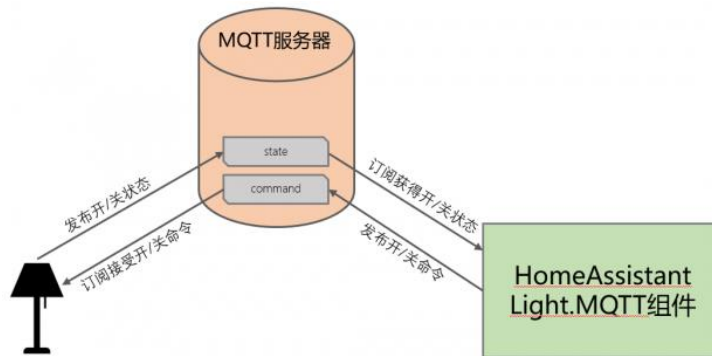 MQTT服务器
state
command
发布开/关状态
订阅接受开/关命令
订阅获得开/关状态
发布开/关命令
HomeAssistant
Light.MQTT组件